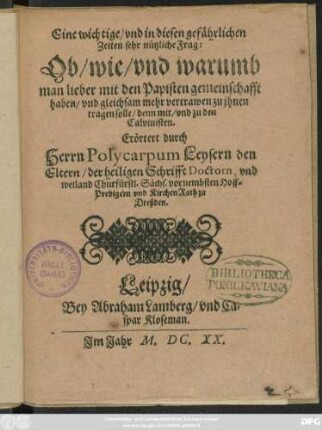 Eine wichtige/ vnd in diesen gefährlichen
Zeiten sehr nützliche Frag:
Ob/ wie/ vnd warumb
man lieber mit den Papisten gemeinschafft
haben/ vnd gleichsam mehr vertrawen zu jhnen
tragen solle/ denn mit/ vnd zu den
Calvinisten.
Erörtert durch
Herrn Polycarpum Leysern den
Eltern/ der heiligen Schrifft Doctorn, vnd
weiland Churfürstl. Sächs. vornembsten Hoff-
Predigern vnd Kirchen Rath zu
Dreßden.
BIBLIOTHECA
PONICKAVIANA
Leipzig/
Bey Abraham Lamberg/ vnd Ca-
spar Kloseman.
Im Jahr M. DC. XX.
DFG